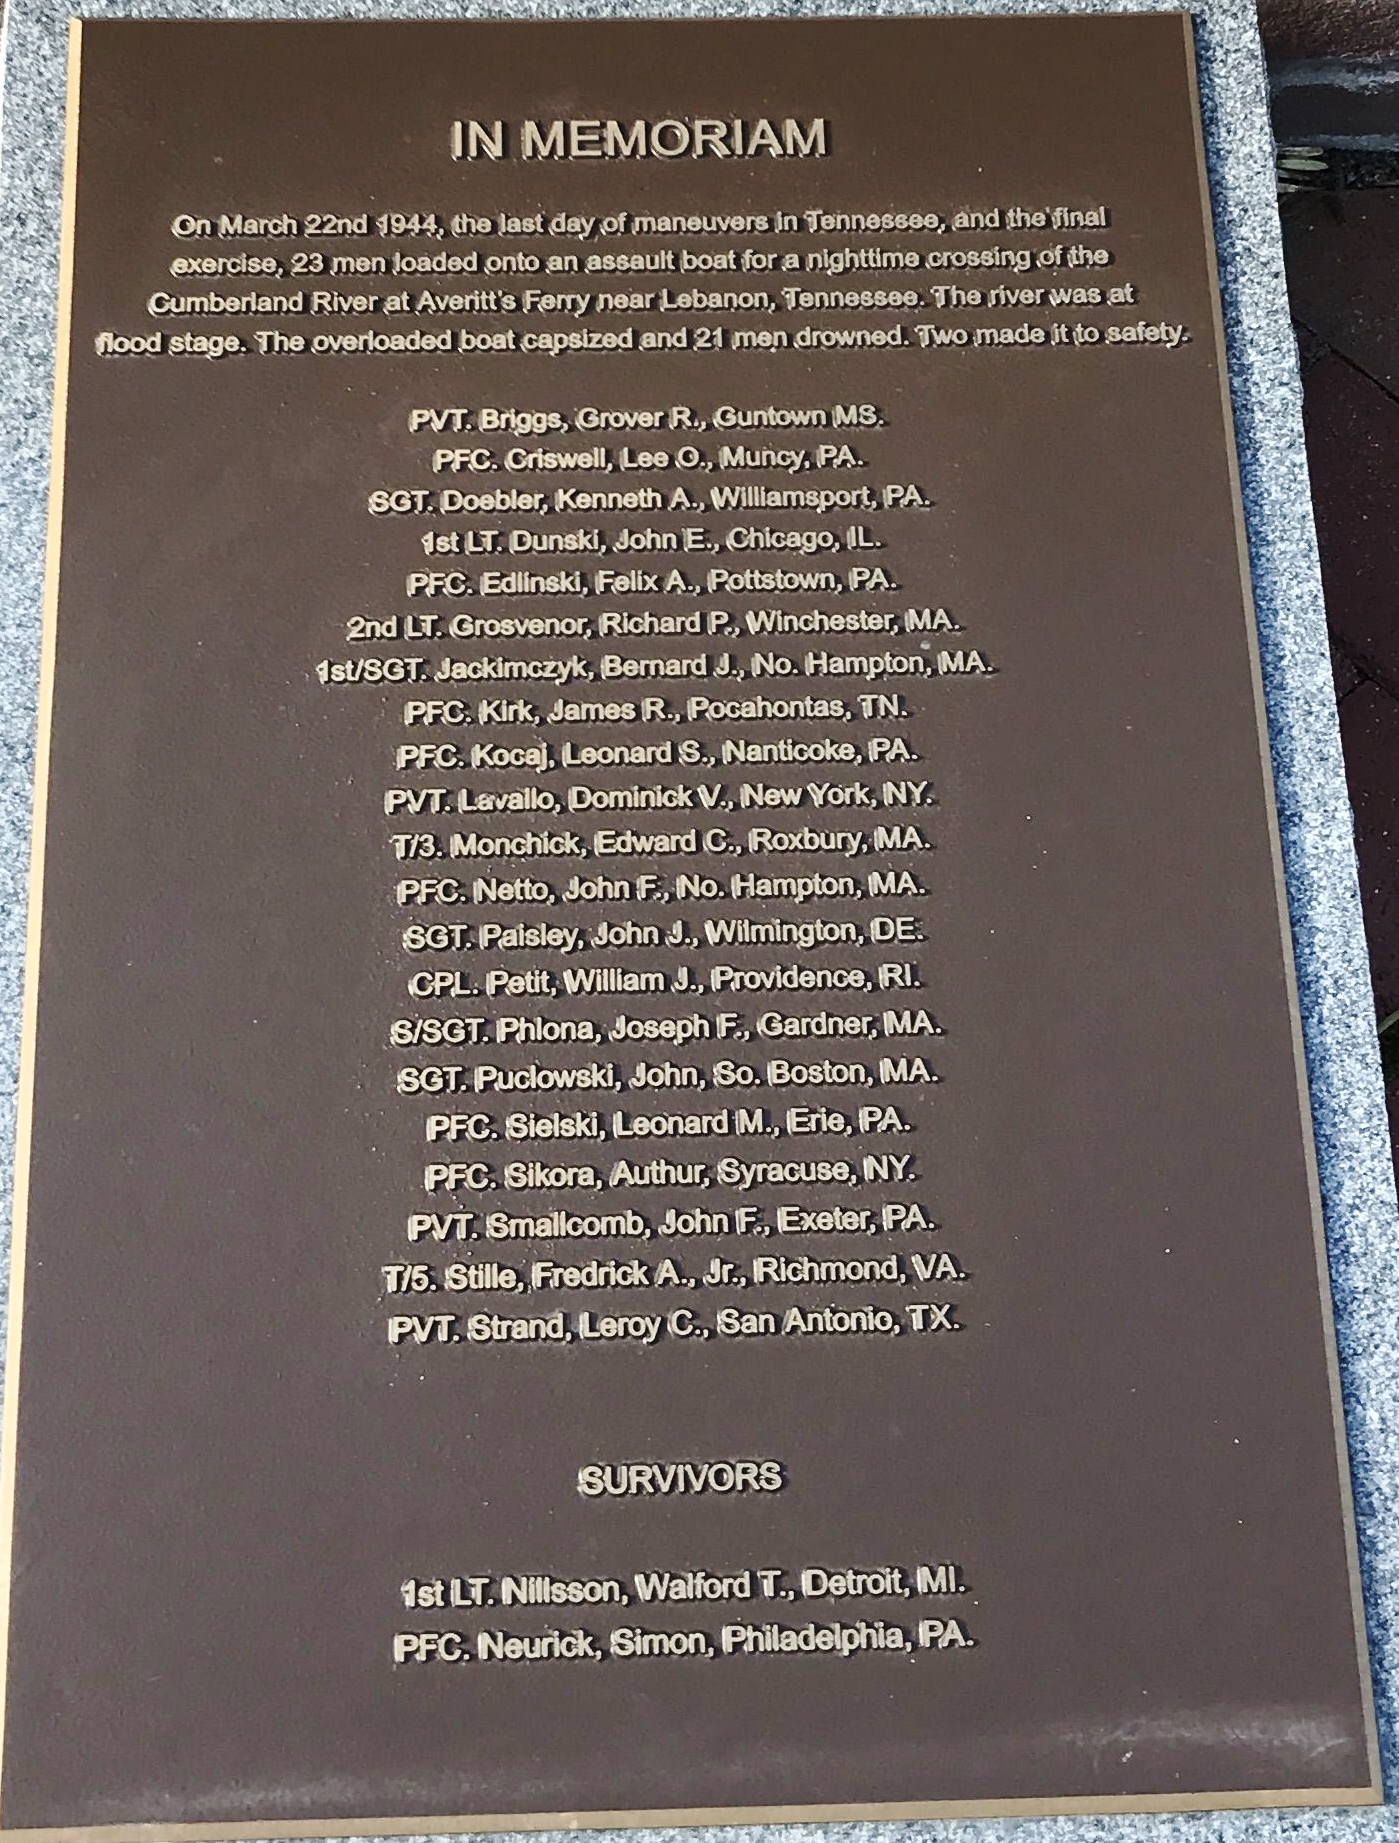 IN MEMORIAM
On March 22nd 1944, the last day of maneuvers in Tennessee, and the final
exercise, 23 men loaded onto an assault boat for a nighttime crossing of the
Cumberland River at Averitt's Ferry near Lebanon, Tennessee. The river was at
flood stage. The overloaded boat capsized and 21 men drowned. Two made it to safety.
PVT. Briggs, Grover R., Guntown MS.
PFC. Criswell, Lee O., Muncy, PA.
SGT. Doebler, Kenneth A., Williamsport, PA.
1st LT. Dunski, John E., Chicago, IL.
PFC. Edlinski, Felix A., Pottstown, PA.
2nd LT. Grosvenor, Richard P., Winchester, MA.
1st/SGT. Jackimczyk, Bernard J., No. Hampton, MA.
PFC. Kirk, James R., Pocahontas, TN.
PFC. Kocaj, Leonard S., Nanticoke, PA.
PVT. Lavallo, Dominick V., New York, NY.
T/3. Monchick, Edward C., Roxbury, MA.
PFC. Netto, John F., No. Hampton, MA.
SGT. Paisley, John J., Wilmington, DE.
CPL. Petit, William J., Providence, RI.
S/SGT. Phlona, Joseph F., Gardner, MA.
SGT. Puclowski, John, So. Boston, MA.
PFC. Sielski, Leonard M., Erie, PA.
PFC. Sikora, Authur, Syracuse, NY.
PVT. Smallcomb, John F., Exeter, PA.
T/5. Stille, Fredrick A., Jr., Richmond, VA.
PVT. Strand, Leroy C., San Antonio, TX.
SURVIVORS
1st LT. Nillsson, Walford T., Detroit, MI.
PFC. Neurick, Simon, Philadelphia, PA.